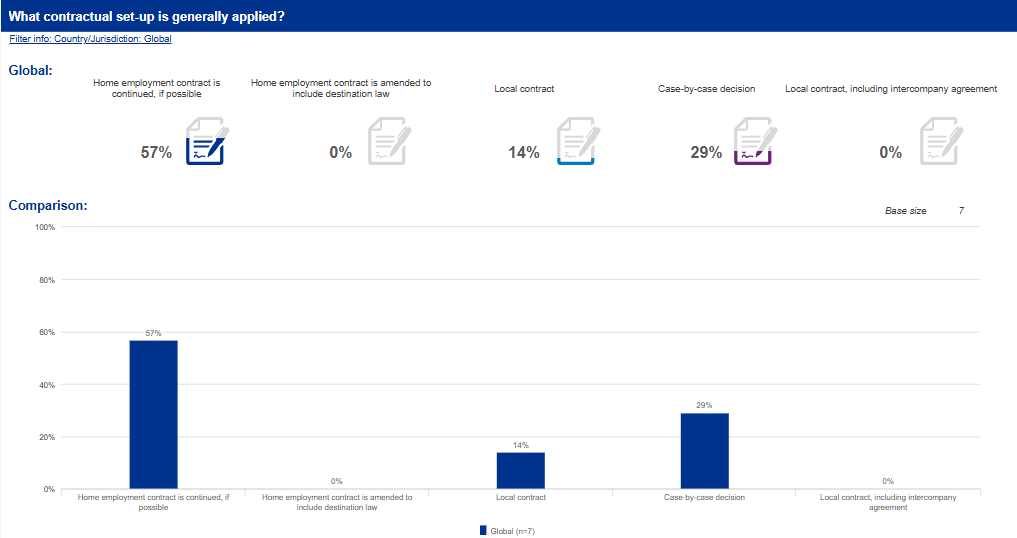 What contractual set-up is generally applied?
Filter info: Country/Jurisdiction: Global
Global:
Home employment contract is
continued, if possible
57%
Home employment contract is amended to
include destination law
0%
Local contract
14%
Case-by-case decision
29%
Local contract, including intercompany agreement
0%
Comparison:
Base size 7
100%
80%
60%
40%
20%
0%
57%
0%
14%
29%
0%
Home employment contract is continued, if
possible
Home employment contract is amended to
include destination law
Local contract
Case-by-case decision
Local contract, including intercompany
agreement
Global (n=7)